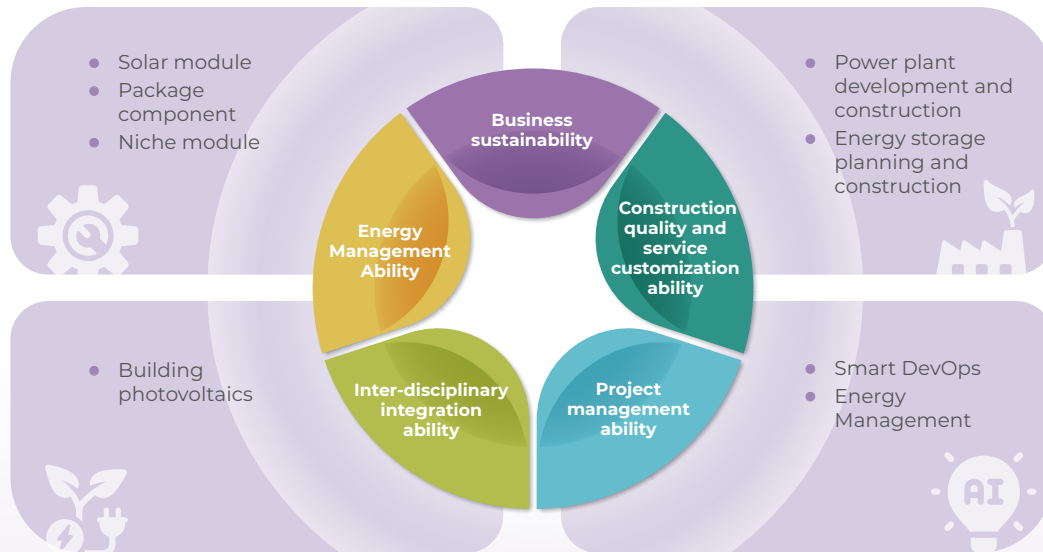 Solar module
Package
component
Niche module
Power plant
development and
construction
Energy storage
planning and
construction
Business
sustainability
Energy
Management
Ability
Construction
quality and
service
customization
ability
Inter-disciplinary
integration
ability
Project
management
ability
Building
photovoltaics
Smart DevOps
Energy
Management
AI